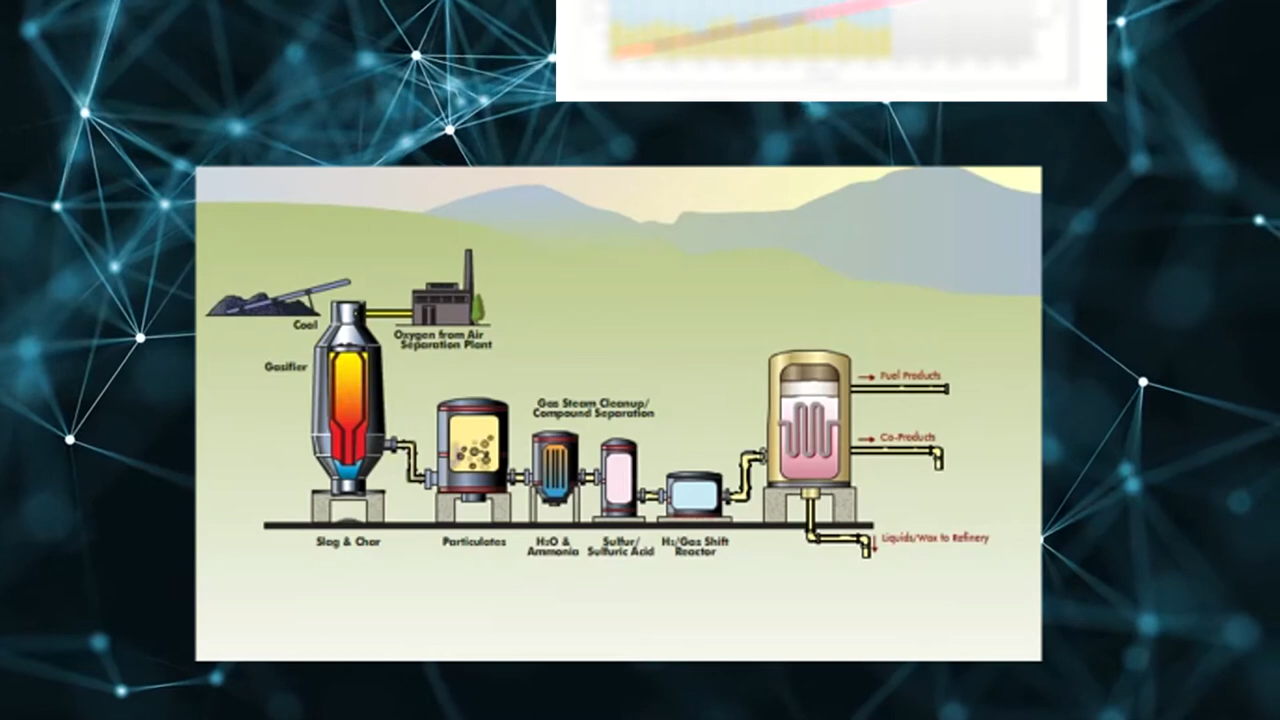 Coal
Oxygen from Air
Separation Plant
Gasifier
Gas Steam Cleanup/
Compound Separation
Fuel Products
Co-Products
Slag & Char
Particulates
H₂O &
Ammonia
Sulfur/
Sulfuric Acid
H₂/Gas Shift
Reactor
Liquids/Wax to Refinery